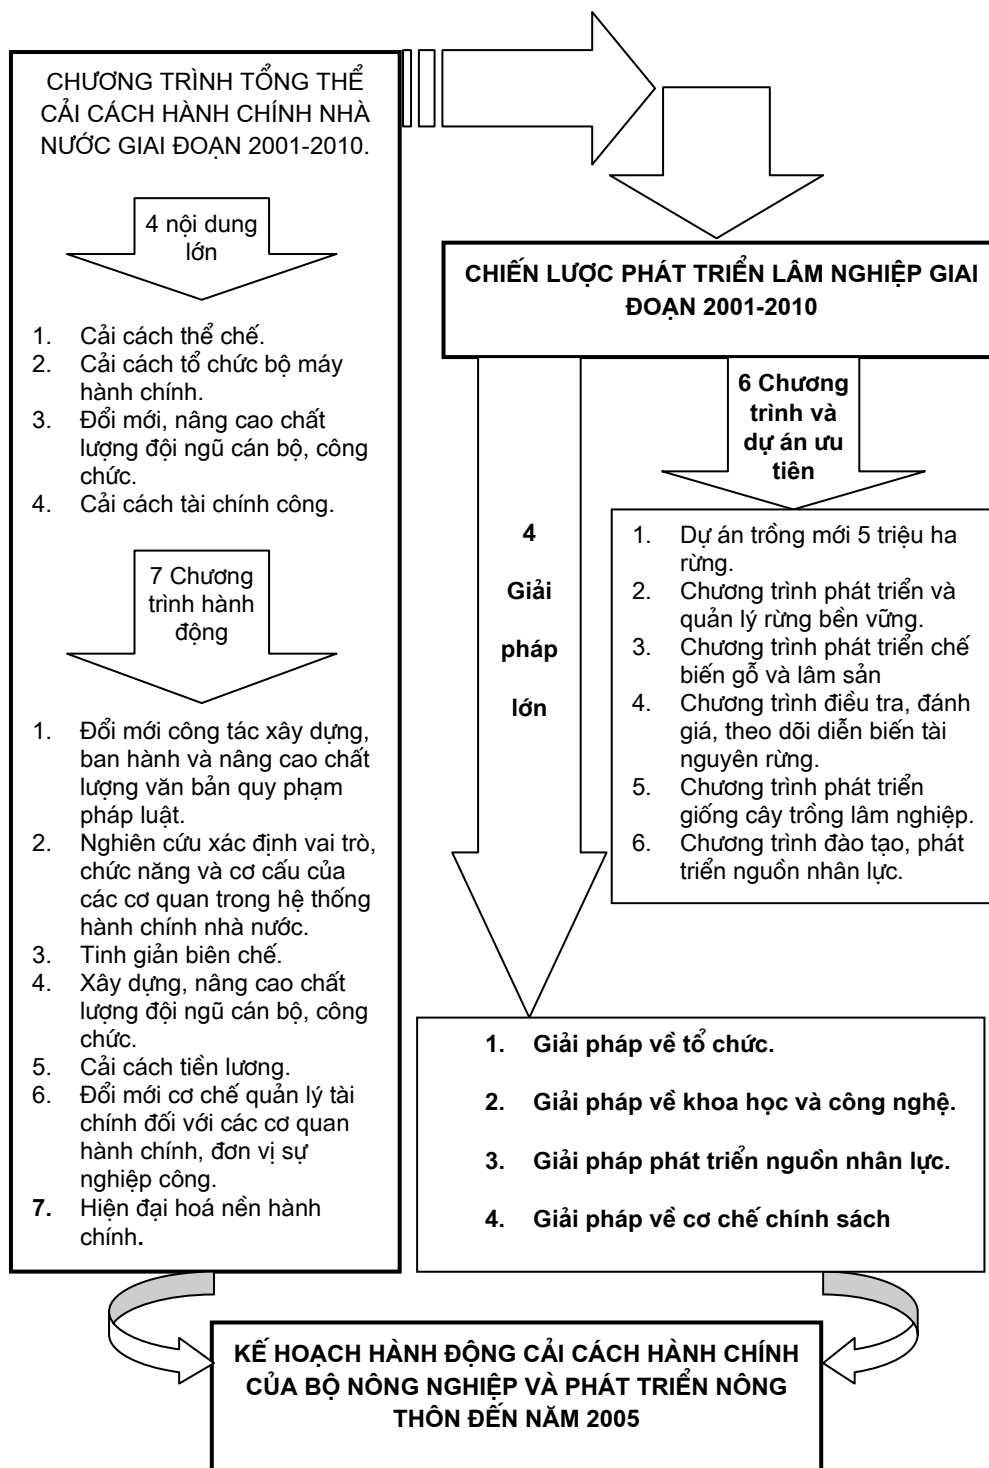 CHƯƠNG TRÌNH TỔNG THỂ
CẢI CÁCH HÀNH CHÍNH NHÀ
NƯỚC GIAI ĐOẠN 2001-2010.
4 nội dung
lớn
1. Cải cách thể chế.
2. Cải cách tổ chức bộ máy
hành chính.
3. Đổi mới, nâng cao chất
lượng đội ngũ cán bộ, công
chức.
4. Cải cách tài chính công.
7 Chương
trình hành
động
1. Đổi mới công tác xây dựng,
ban hành và nâng cao chất
lượng văn bản quy phạm
pháp luật.
2. Nghiên cứu xác định vai trò,
chức năng và cơ cấu của
các cơ quan trong hệ thống
hành chính nhà nước.
3. Tinh giản biên chế.
4. Xây dựng, nâng cao chất
lượng đội ngũ cán bộ, công
chức.
5. Cải cách tiền lương.
6. Đổi mới cơ chế quản lý tài
chính đối với các cơ quan
hành chính, đơn vị sự
nghiệp công.
7. Hiện đại hoá nền hành
chính.
CHIẾN LƯỢC PHÁT TRIỂN LÂM NGHIỆP GIAI
ĐOẠN 2001-2010
4
Giải
pháp
lớn
6 Chương
trình và
dự án ưu
tiên
1. Dự án trồng mới 5 triệu ha
rừng.
2. Chương trình phát triển và
quản lý rừng bền vững.
3. Chương trình phát triển chế
biến gỗ và lâm sản
4. Chương trình điều tra, đánh
giá, theo dõi diễn biến tài
nguyên rừng.
5. Chương trình phát triển
giống cây trồng lâm nghiệp.
6. Chương trình đào tạo, phát
triển nguồn nhân lực.
1. Giải pháp về tổ chức.
2. Giải pháp về khoa học và công nghệ.
3. Giải pháp phát triển nguồn nhân lực.
4. Giải pháp về cơ chế chính sách
KẾ HOẠCH HÀNH ĐỘNG CẢI CÁCH HÀNH CHÍNH
CỦA BỘ NÔNG NGHIỆP VÀ PHÁT TRIỂN NÔNG
THÔN ĐẾN NĂM 2005